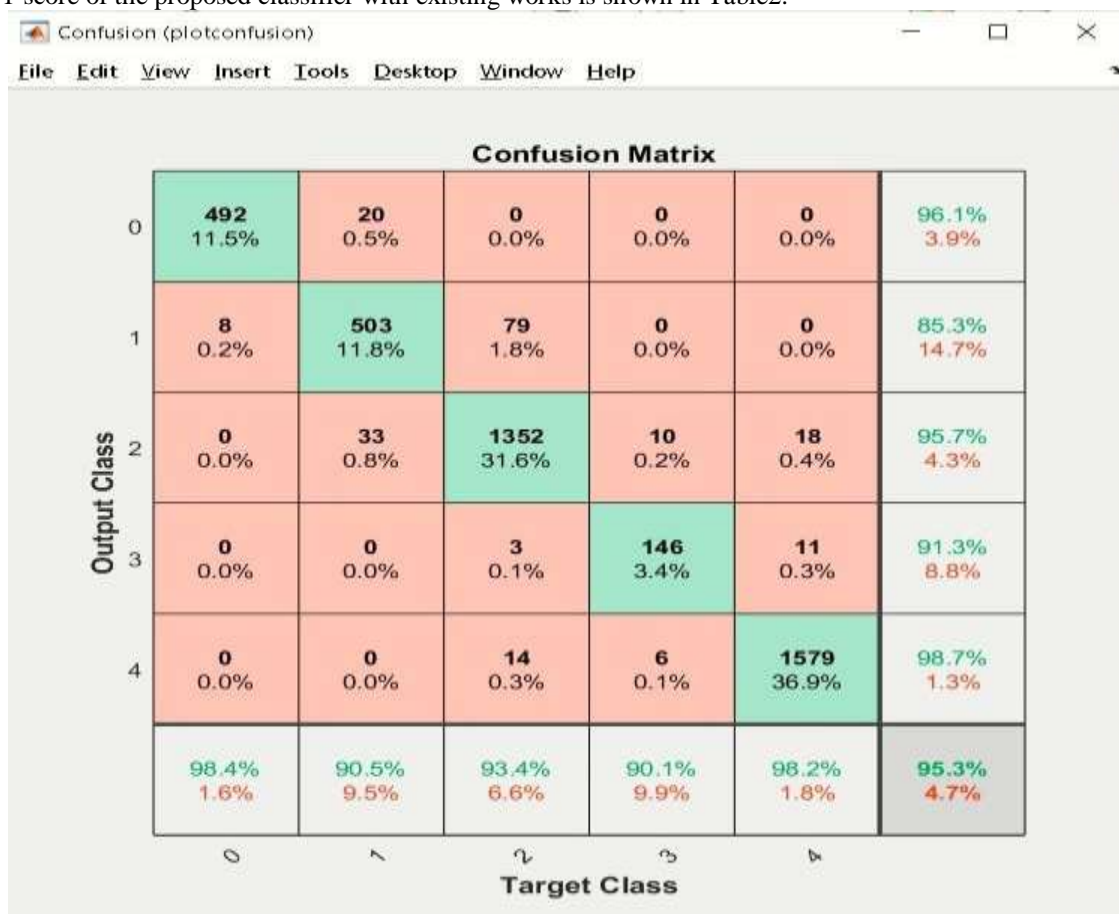 score of the proposed classifier with existing works is shown in Table2.
Confusion (plotconfusion)
File Edit View Insert Tools Desktop Window Help
Confusion Matrix
0 492 20 0 0 0 96.1%
11.5% 0.5% 0.0% 0.0% 0.0% 3.9%
1 8 503 79 0 0 85.3%
0.2% 11.8% 1.8% 0.0% 0.0% 14.7%
2 0 33 1352 10 18 95.7%
0.0% 0.8% 31.6% 0.2% 0.4% 4.3%
3 0 0 3 146 11 91.3%
0.0% 0.0% 0.1% 3.4% 0.3% 8.8%
4 0 0 14 6 1579 98.7%
0.0% 0.0% 0.3% 0.1% 36.9% 1.3%
98.4% 90.5% 93.4% 90.1% 98.2% 95.3%
1.6% 9.5% 6.6% 9.9% 1.8% 4.7%
0 1 2 3 4
Output Class
Target Class